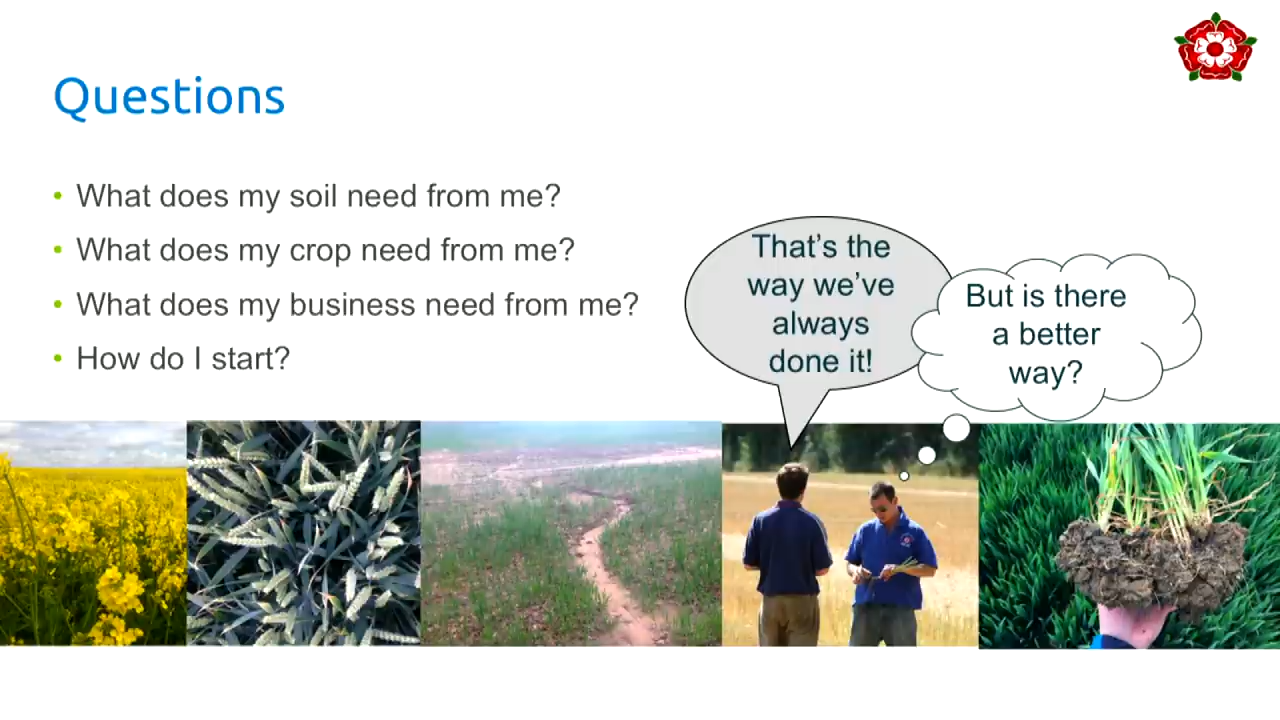 Questions
• What does my soil need from me?
• What does my crop need from me?
• What does my business need from me?
• How do I start?
That’s the
way we’ve
always
done it!
But is there
a better
way?